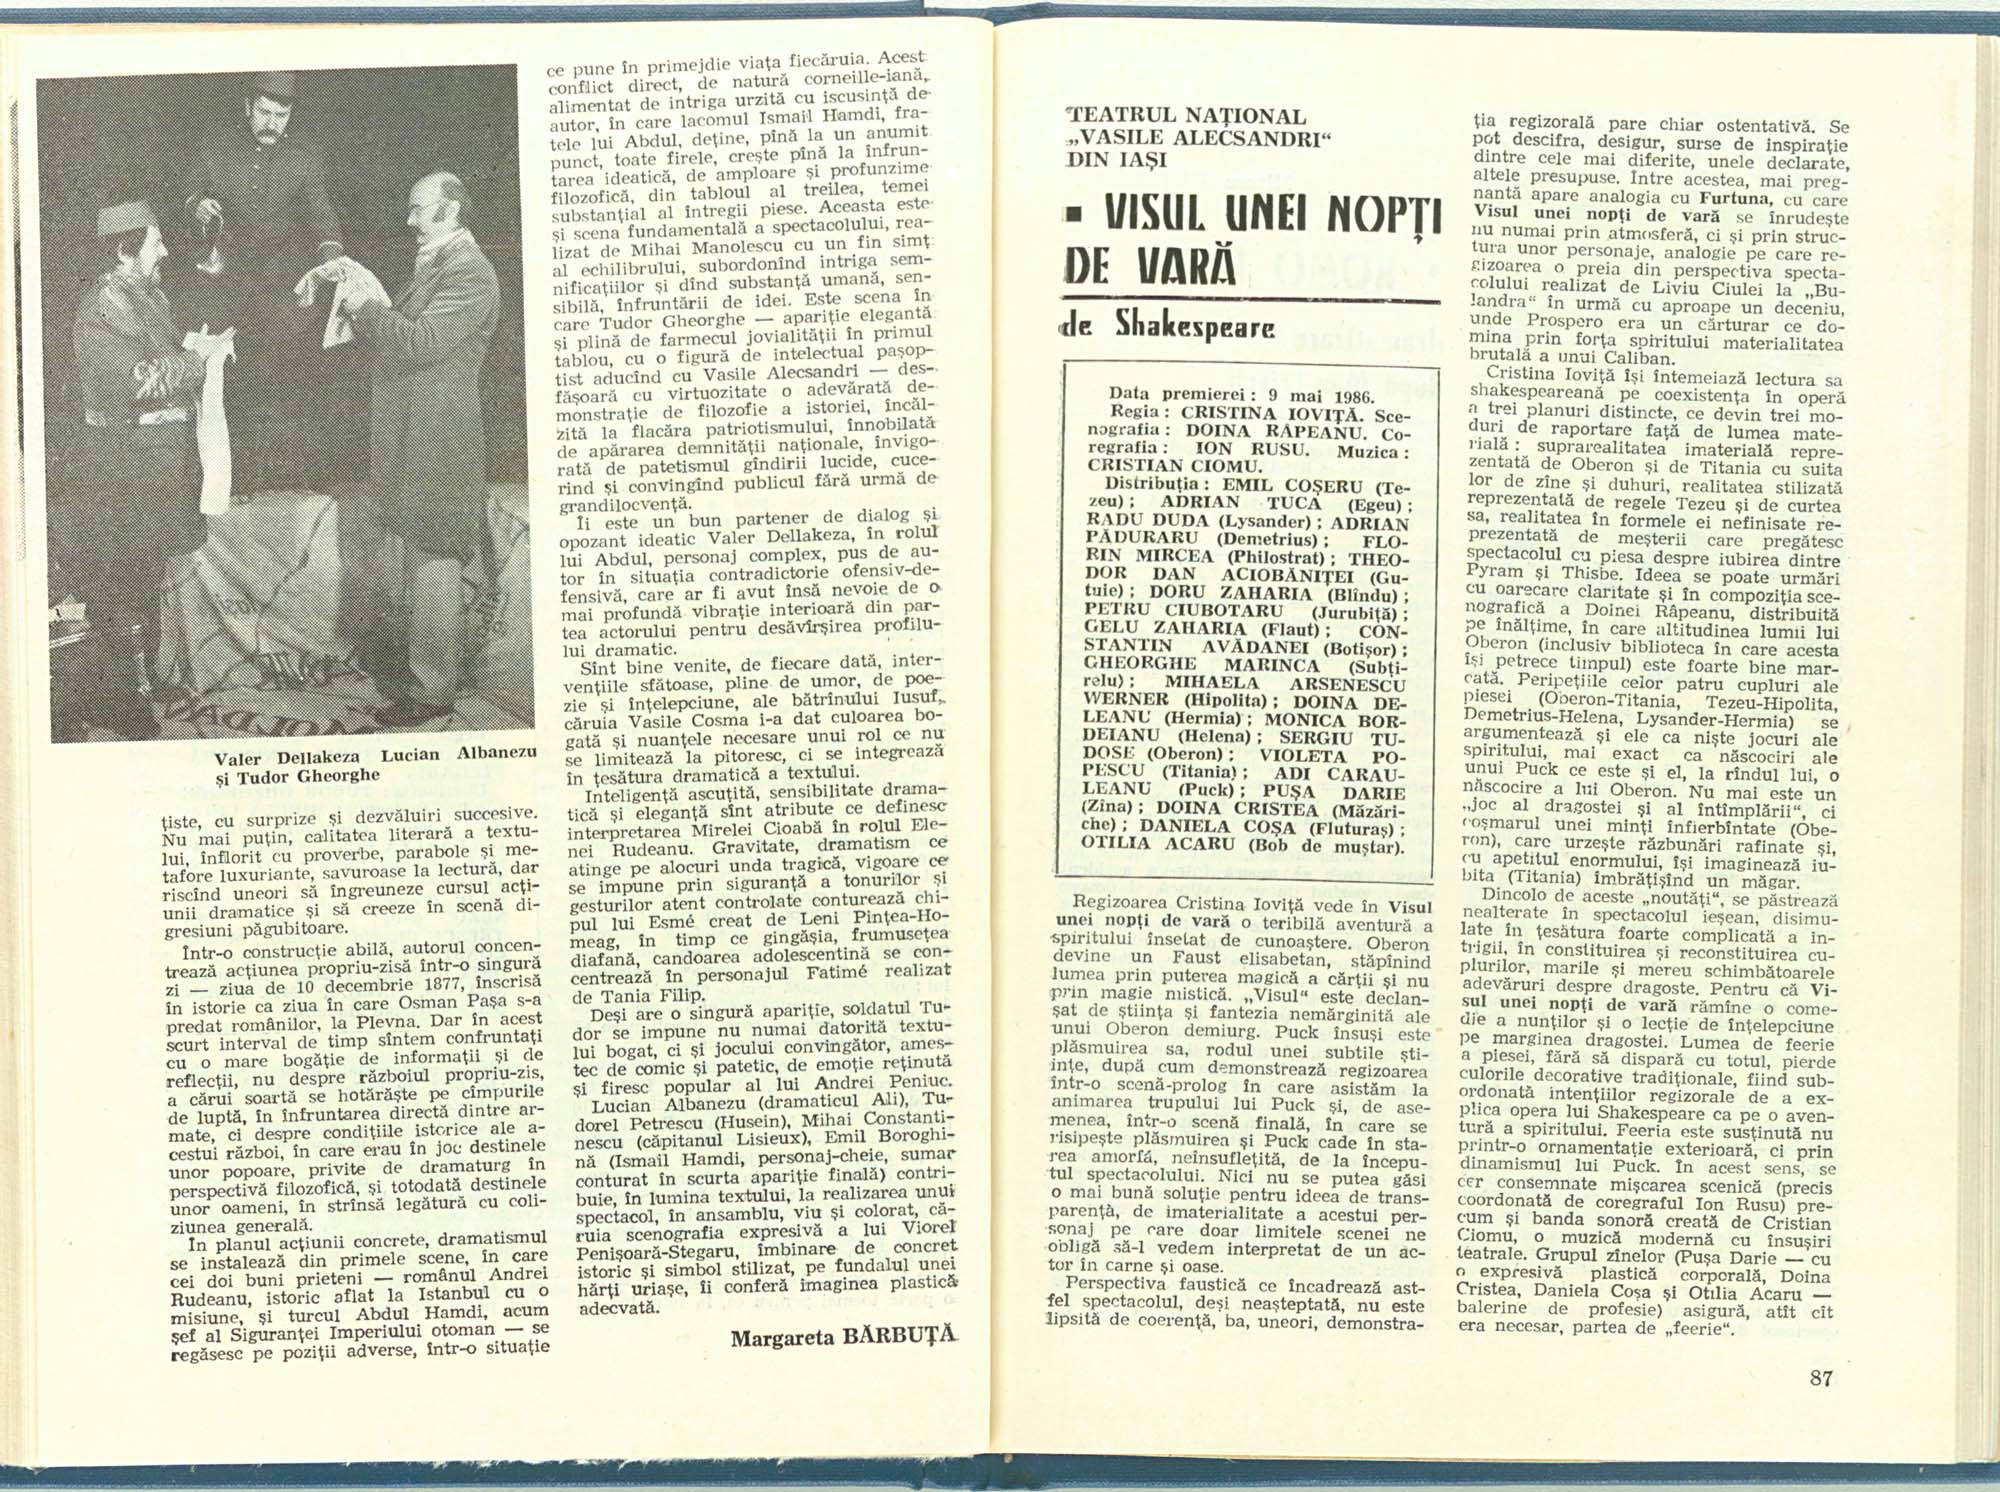 Valer Dellakeza Lucian Albanezu
și Tudor Gheorghe
tiste, cu surprize și dezvăluiri succesive.
Nu mai puțin, calitatea literară a textu-
lui, înflorit cu proverbe, parabole și me-
tafore luxuriante, savuroase la lectură, dar
riscînd uneori să îngreuneze cursul acți-
unii dramatice și să creeze în scenă di-
gresiuni păgubitoare.
Într-o construcție abilă, autorul concen-
trează acțiunea propriu-zisă într-o singură
zi — ziua de 10 decembrie 1877, înscrisă
în istorie ca ziua în care Osman Pașa s-a
predat românilor, la Plevna. Dar în acest
scurt interval de timp sîntem confruntați
cu o mare bogăție de informații și de
reflecții, nu despre războiul propriu-zis,
a cărui soartă se hotărăște pe cîmpurile
de luptă, în înfruntarea directă dintre ar-
mate, ci despre condițiile istorice ale a-
cestui război, în care erau în joc destinele
unor popoare, privite de dramaturg în
perspectivă filozofică, și totodată destinele
unor oameni, în strînsă legătură cu coli-
ziunea generală.
În planul acțiunii concrete, dramatismul
se instalează din primele scene, în care
cei doi buni prieteni — românul Andrei
Rudeanu, istoric aflat la Istanbul cu o
misiune, și turcul Abdul Hamdi, acum
șef al Siguranței Imperiului otoman — se
regăsesc pe poziții adverse, într-o situație
ce pune în primejdie viața fiecăruia. Acest
conflict direct, de natură corneille-iană,
alimentat de intriga urzită cu iscusință de
autor, în care lacomul Ismail Hamdi, fra-
tele lui Abdul, deține, pînă la un anumit
punct, toate firele, crește pînă la înfrun-
tarea ideatică, de amploare și profunzime
filozofică, din tabloul al treilea, temei
substanțial al întregii piese. Aceasta este
și scena fundamentală a spectacolului, rea-
lizat de Mihai Manolescu cu un fin simț
al echilibrului, subordonînd intriga sem-
nificațiilor și dînd substanță umană, sen-
sibilă, înfruntării de idei. Este scena în
care Tudor Gheorghe — apariție elegantă
și plină de farmecul jovialității în primul
tablou, cu o figură de intelectual pașop-
tist aducînd cu Vasile Alecsandri — des-
fășoară cu virtuozitate o adevărată de-
monstrație de filozofie a istoriei, încăl-
zită la flacăra patriotismului, înnobilată
de apărarea demnității naționale, învigo-
rată de patetismul gîndirii lucide, cuce-
rind și convingînd publicul fără urmă de
grandilocvență.
Îi este un bun partener de dialog și
opozant ideatic Valer Dellakeza, în rolul
lui Abdul, personaj complex, pus de au-
tor în situația contradictorie ofensiv-de-
fensivă, care ar fi avut însă nevoie de o
mai profundă vibrație interioară din par-
tea actorului pentru desăvîrșirea profilu-
lui dramatic.
Sînt bine venite, de fiecare dată, inter-
vențiile sfătoase, pline de umor, de poe-
zie și înțelepciune, ale bătrînului Iusuf,
căruia Vasile Cosma i-a dat culoarea bo-
gată și nuanțele necesare unui rol ce nu
se limitează la pitoresc, ci se integrează
în țesătura dramatică a textului.
Inteligență ascuțită, sensibilitate drama-
tică și eleganță sînt atribute ce definesc
interpretarea Mirelei Cioabă în rolul Ele-
nei Rudeanu. Gravitate, dramatism ce
atinge pe alocuri unda tragică, vigoare ce
se impune prin siguranță a tonurilor și
gesturilor atent controlate conturează chi-
pul lui Esmé creat de Leni Pințea-Ho-
meag, în timp ce gingășia, frumusețea
diafană, candoarea adolescentină se con-
centrează în personajul Fatimé realizat
de Tania Filip.
Deși are o singură apariție, soldatul Tu-
dor se impune nu numai datorită textu-
lui bogat, ci și jocului convingător, ames-
tec de comic și patetic, de emoție reținută
și firesc popular al lui Andrei Peniuc.
Lucian Albanezu (dramaticul Ali), Tu-
dorel Petrescu (Husein), Mihai Constanti-
nescu (căpitanul Lisieux), Emil Boroghi-
nă (Ismail Hamdi, personaj-cheie, sumar
conturat în scurta apariție finală) contri-
buie, în lumina textului, la realizarea unui
spectacol, în ansamblu, viu și colorat, că-
ruia scenografia expresivă a lui Viorel
Penișoară-Stegaru, îmbinare de concret
istoric și simbol stilizat, pe fundalul unei
hărți uriașe, îi conferă imaginea plastică
adecvată.
Margareta BĂRBUȚĂ
TEATRUL NAȚIONAL
„VASILE ALECSANDRI“
DIN IAȘI
▪ VISUL UNEI NOPȚI
DE VARĂ
de Shakespeare
Data premierei : 9 mai 1986.
Regia : CRISTINA IOVIȚĂ. Sce-
nografia : DOINA RÂPEANU. Co-
regrafia : ION RUSU. Muzica :
CRISTIAN CIOMU.
Distribuția : EMIL COȘERU (Te-
zeu) ; ADRIAN TUCA (Egeu) ;
RADU DUDA (Lysander) ; ADRIAN
PĂDURARU (Demetrius) ; FLO-
RIN MIRCEA (Philostrat) ; THEO-
DOR DAN ACIOBĂNIȚEI (Gu-
tuie) ; DORU ZAHARIA (Blîndu) ;
PETRU CIUBOTARU (Jurubiță) ;
GELU ZAHARIA (Flaut) ; CON-
STANTIN AVĂDANEI (Botișor) ;
GHEORGHE MARINCA (Subți-
relu) ; MIHAELA ARSENESCU
WERNER (Hipolita) ; DOINA DE-
LEANU (Hermia) ; MONICA BOR-
DEIANU (Helena) ; SERGIU TU-
DOSE (Oberon) ; VIOLETA PO-
PESCU (Titania) ; ADI CARAU-
LEANU (Puck) ; PUȘA DARIE
(Zîna) ; DOINA CRISTEA (Măzări-
che) ; DANIELA COȘA (Fluturaș) ;
OTILIA ACARU (Bob de muștar).
Regizoarea Cristina Ioviță vede în Visul
unei nopți de vară o teribilă aventură a
spiritului însetat de cunoaștere. Oberon
devine un Faust elisabetan, stăpînind
lumea prin puterea magică a cărții și nu
prin magie mistică. „Visul“ este declan-
șat de știința și fantezia nemărginită ale
unui Oberon demiurg. Puck însuși este
plăsmuirea sa, rodul unei subtile ști-
ințe, după cum demonstrează regizoarea
într-o scenă-prolog în care asistăm la
animarea trupului lui Puck și, de ase-
menea, într-o scenă finală, în care se
risipește plăsmuirea și Puck cade în sta-
rea amorfă, neînsuflețită, de la începu-
tul spectacolului. Nici nu se putea găsi
o mai bună soluție pentru ideea de trans-
parență, de imaterialitate a acestui per-
sonaj pe care doar limitele scenei ne
obligă să-l vedem interpretat de un ac-
tor în carne și oase.
Perspectiva faustică ce încadrează ast-
fel spectacolul, deși neașteptată, nu este
lipsită de coerență, ba, uneori, demonstra-
ția regizorală pare chiar ostentativă. Se
pot descifra, desigur, surse de inspirație
dintre cele mai diferite, unele declarate,
altele presupuse. Între acestea, mai preg-
nantă apare analogia cu Furtuna, cu care
Visul unei nopți de vară se înrudește
nu numai prin atmosferă, ci și prin struc-
tura unor personaje, analogie pe care re-
gizoarea o preia din perspectiva specta-
colului realizat de Liviu Ciulei la „Bu-
landra“ în urmă cu aproape un deceniu,
unde Prospero era un cărturar ce do-
mina prin forța spiritului materialitatea
brutală a unui Caliban.
Cristina Ioviță își întemeiază lectura sa
shakespeareană pe coexistența în operă
a trei planuri distincte, ce devin trei mo-
duri de raportare față de lumea mate-
rială : suprarealitatea imaterială repre-
zentată de Oberon și de Titania cu suita
lor de zîne și duhuri, realitatea stilizată
reprezentată de regele Tezeu și de curtea
sa, realitatea în formele ei nefinisate re-
prezentată de meșterii care pregătesc
spectacolul cu piesa despre iubirea dintre
Pyram și Thisbe. Ideea se poate urmări
cu oarecare claritate și în compoziția sce-
nografică a Doinei Râpeanu, distribuită
pe înălțime, în care altitudinea lumii lui
Oberon (inclusiv biblioteca în care acesta
își petrece timpul) este foarte bine mar-
cată. Peripețiile celor patru cupluri ale
piesei (Oberon-Titania, Tezeu-Hipolita,
Demetrius-Helena, Lysander-Hermia) se
argumentează și ele ca niște jocuri ale
spiritului, mai exact ca născociri ale
unui Puck ce este și el, la rîndul lui, o
născocire a lui Oberon. Nu mai este un
„joc al dragostei și al întîmplării“, ci
coșmarul unei minți înfierbîntate (Obe-
ron), care urzește răzbunări rafinate și,
cu apetitul enormului, își imaginează iu-
bita (Titania) îmbrățișînd un măgar.
Dincolo de aceste „noutăți“, se păstrează
nealterate în spectacolul ieșean, disimu-
late în țesătura foarte complicată a in-
trigii, în constituirea și reconstituirea cu-
plurilor, marile și mereu schimbătoarele
adevăruri despre dragoste. Pentru că Vi-
sul unei nopți de vară rămîne o come-
die a nunților și o lecție de înțelepciune
pe marginea dragostei. Lumea de feerie
a piesei, fără să dispară cu totul, pierde
culorile decorative tradiționale, fiind sub-
ordonată intențiilor regizorale de a ex-
plica opera lui Shakespeare ca pe o aven-
tură a spiritului. Feeria este susținută nu
printr-o ornamentație exterioară, ci prin
dinamismul lui Puck. În acest sens, se
cer consemnate mișcarea scenică (precis
coordonată de coregraful Ion Rusu) pre-
cum și banda sonoră creată de Cristian
Ciomu, o muzică modernă cu însușiri
teatrale. Grupul zînelor (Pușa Darie — cu
o expresivă plastică corporală, Doina
Cristea, Daniela Coșa și Otilia Acaru —
balerine de profesie) asigură, atît cît
era necesar, partea de „feerie“.
87